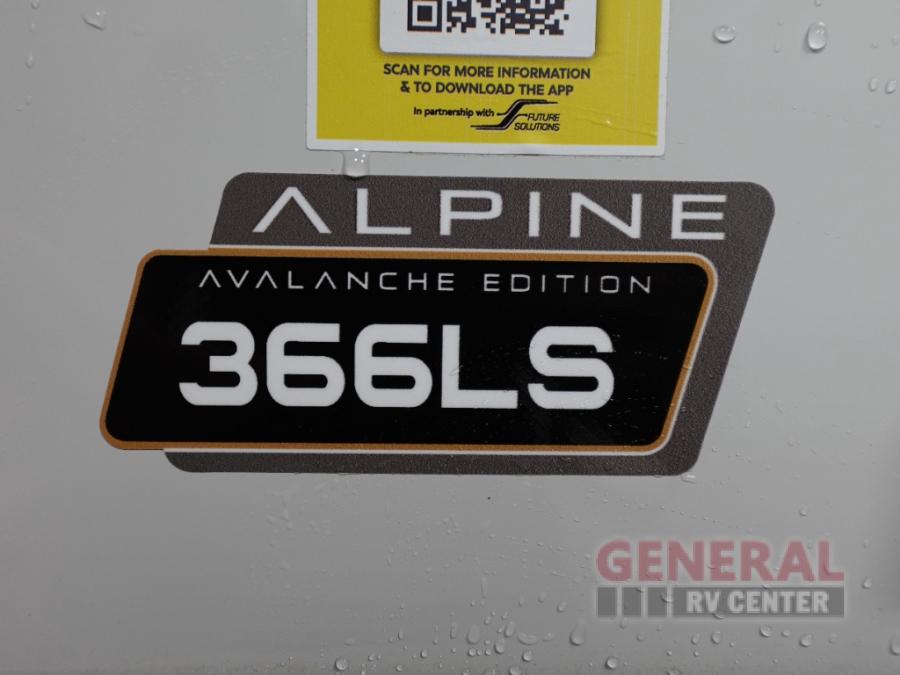 SCAN FOR MORE INFORMATION
& TO DOWNLOAD THE APP
In partnership with FUTURE
SOLUTIONS
ALPINE
AVALANCHE EDITION
366LS
GENERAL
RV CENTER